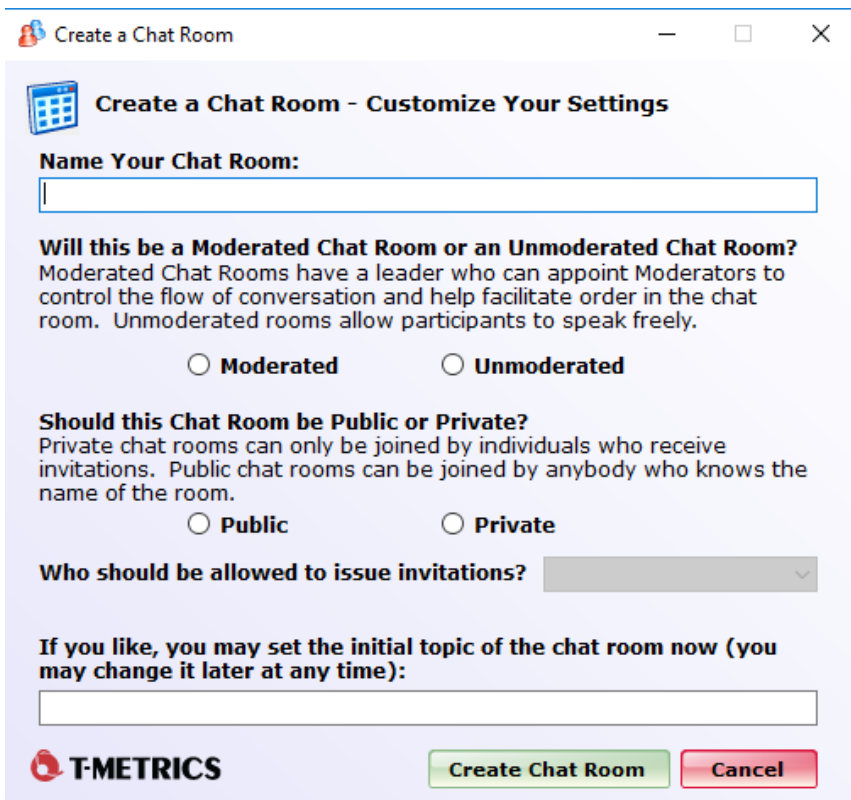 Create a Chat Room
Create a Chat Room - Customize Your Settings
Name Your Chat Room:
Will this be a Moderated Chat Room or an Unmoderated Chat Room?
Moderated Chat Rooms have a leader who can appoint Moderators to
control the flow of conversation and help facilitate order in the chat
room.  Unmoderated rooms allow participants to speak freely.
Moderated Unmoderated
Should this Chat Room be Public or Private?
Private chat rooms can only be joined by individuals who receive
invitations.  Public chat rooms can be joined by anybody who knows the
name of the room.
Public Private
Who should be allowed to issue invitations?
If you like, you may set the initial topic of the chat room now (you
may change it later at any time):
T-METRICS Create Chat Room Cancel